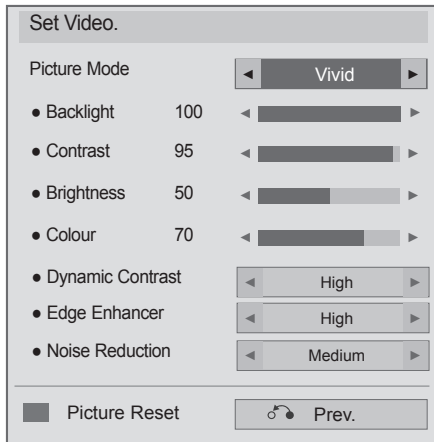 Set Video.
Picture Mode ◄ Vivid ►
● Backlight 100 ◄ ►
● Contrast 95 ◄ ►
● Brightness 50 ◄ ►
● Colour 70 ◄ ►
● Dynamic Contrast ◄ High ►
● Edge Enhancer ◄ High ►
● Noise Reduction ◄ Medium ►
Picture Reset Prev.